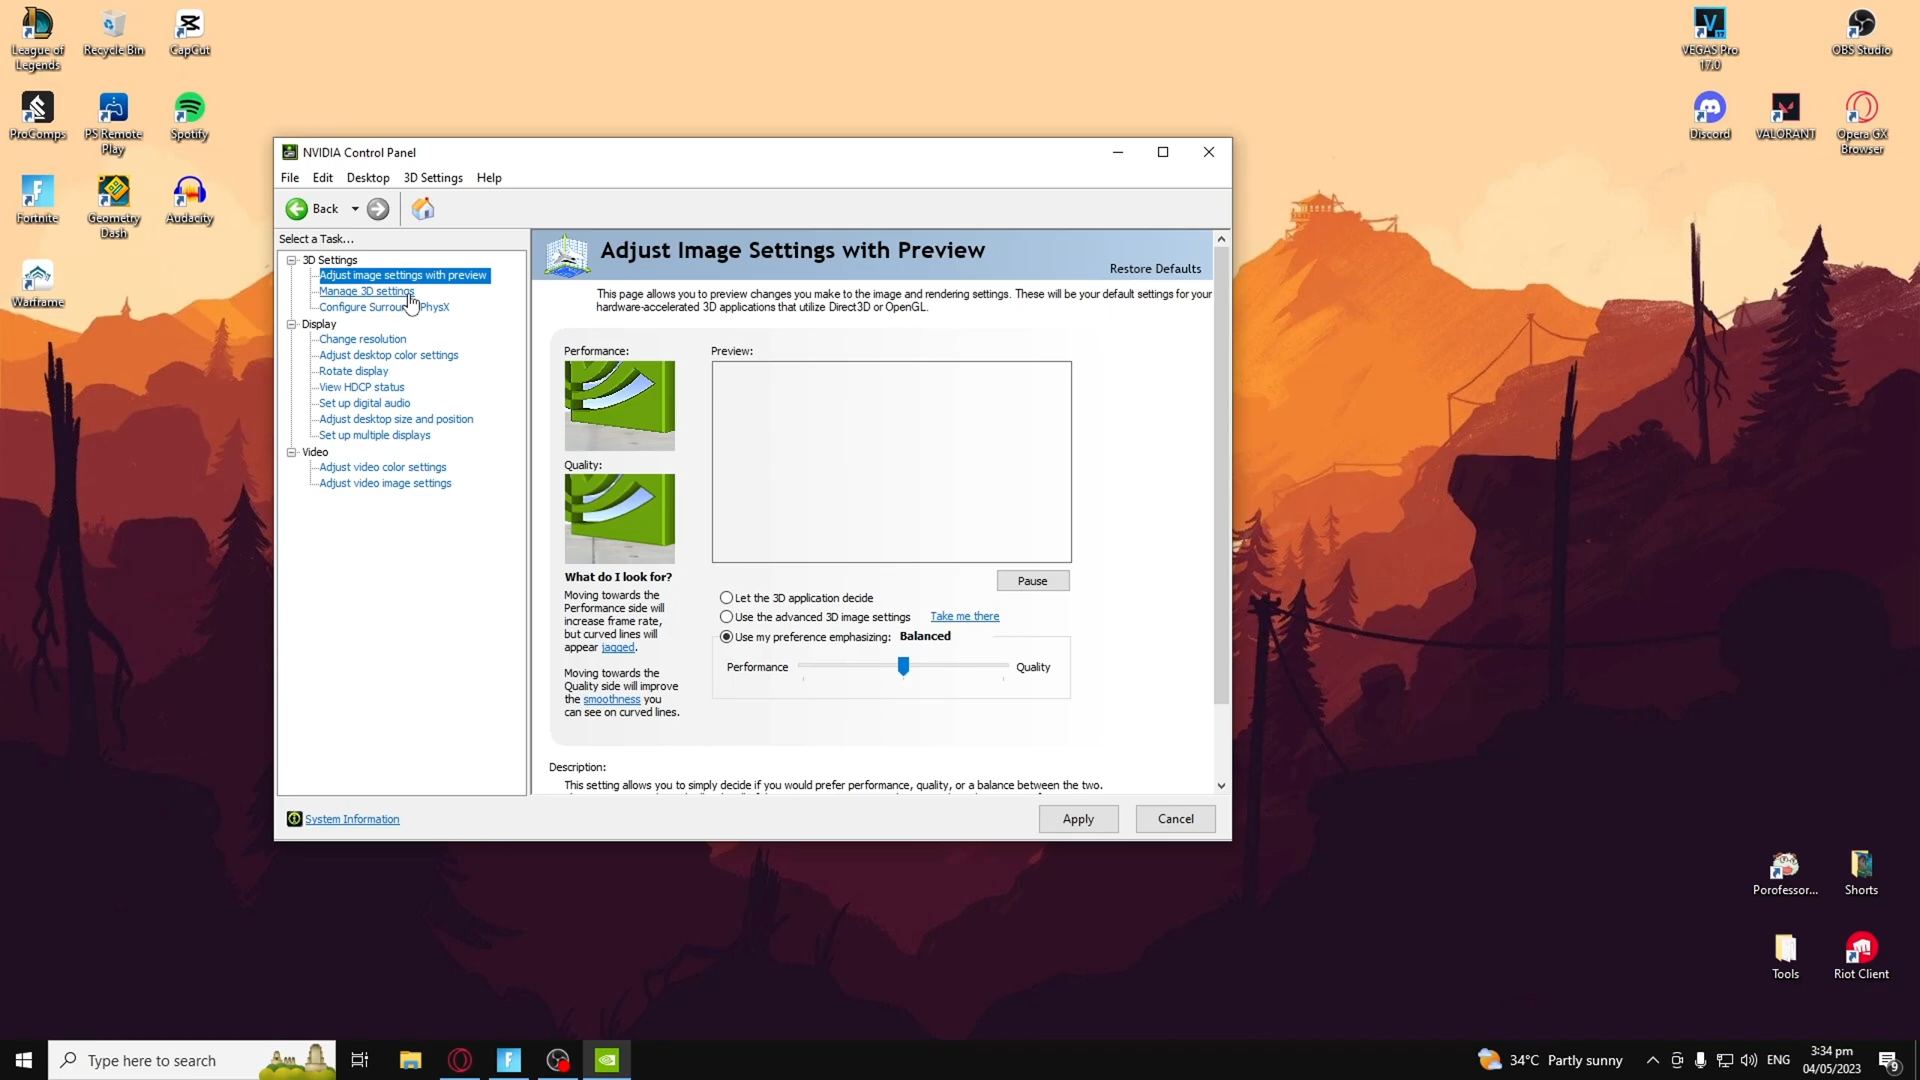 League of
Legends
Recycle Bin
CapCut
ProComps
PS Remote
Play
Spotify
Fortnite
Geometry
Dash
Audacity
Warframe
VEGAS Pro
17.0
OBS Studio
Discord
VALORANT
Opera GX
Browser
NVIDIA Control Panel
File Edit Desktop 3D Settings Help
Back
Select a Task...
3D Settings
Adjust image settings with preview
Manage 3D settings
Configure Surround, PhysX
Display
Change resolution
Adjust desktop color settings
Rotate display
View HDCP status
Set up digital audio
Adjust desktop size and position
Set up multiple displays
Video
Adjust video color settings
Adjust video image settings
System Information
Adjust Image Settings with Preview
Restore Defaults
This page allows you to preview changes you make to the image and rendering settings. These will be your default settings for your
hardware-accelerated 3D applications that utilize Direct3D or OpenGL.
Performance:
Quality:
What do I look for?
Moving towards the
Performance side will
increase frame rate,
but curved lines will
appear jagged.
Moving towards the
Quality side will improve
the smoothness you
can see on curved lines.
Preview:
Pause
Let the 3D application decide
Use the advanced 3D image settings Take me there
Use my preference emphasizing: Balanced
Performance Quality
Description:
This setting allows you to simply decide if you would prefer performance, quality, or a balance between the two.
Apply Cancel
Porofessor...
Shorts
Tools
Riot Client
Type here to search
34°C Partly sunny
ENG
3:34 pm
04/05/2023
9